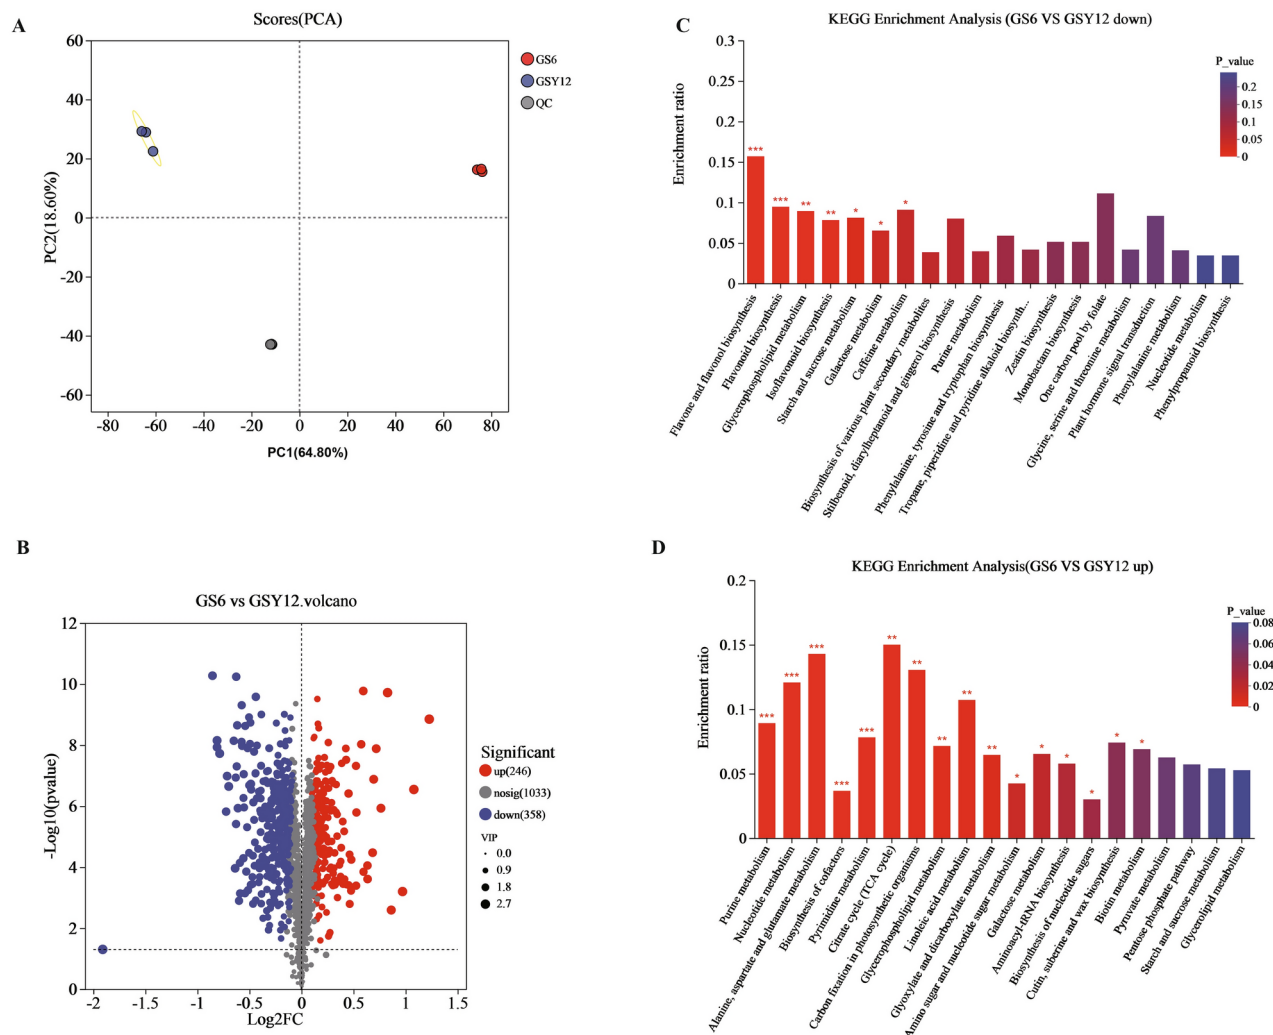 A
Scores(PCA)
60
40
20
0
-20
-40
-60
PC2(18.60%)
-80
-60
-40
-20
0
20
40
60
80
PC1(64.80%)
GS6
GSY12
QC
B
GS6 vs GSY12.volcano
12
10
8
6
4
2
0
-Log10(pvalue)
-2
-1.5
-1
-0.5
0
0.5
1
1.5
Log2FC
Significant
up(246)
nosig(1033)
down(358)
VIP
0.0
0.9
1.8
2.7
C
KEGG Enrichment Analysis (GS6 VS GSY12 down)
0.3
0.25
0.2
0.15
0.1
0.05
0
Enrichment ratio
***
***
**
**
*
*
*
P_value
0.2
0.15
0.1
0.05
0
Flavone and flavonol biosynthesis
Flavonoid biosynthesis
Glycerophospholipid metabolism
Isoflavonoid biosynthesis
Starch and sucrose metabolism
Galactose metabolism
Caffeine metabolism
Biosynthesis of various plant secondary metabolites
Stilbenoid, diarylheptanoid and gingerol biosynthesis
Purine metabolism
Phenylalanine, tyrosine and tryptophan biosynthesis
Tropane, piperidine and pyridine alkaloid biosynth...
Zeatin biosynthesis
Monobactam biosynthesis
One carbon pool by folate
Glycine, serine and threonine metabolism
Plant hormone signal transduction
Phenylalanine metabolism
Nucleotide metabolism
Phenylpropanoid biosynthesis
D
KEGG Enrichment Analysis(GS6 VS GSY12 up)
0.2
0.15
0.1
0.05
0
Enrichment ratio
***
***
***
***
***
**
**
**
**
**
*
*
*
*
*
*
P_value
0.08
0.06
0.04
0.02
0
Purine metabolism
Nucleotide metabolism
Alanine, aspartate and glutamate metabolism
Biosynthesis of cofactors
Pyrimidine metabolism
Citrate cycle (TCA cycle)
Carbon fixation in photosynthetic organisms
Glycerophospholipid metabolism
Linoleic acid metabolism
Glyoxylate and dicarboxylate metabolism
Amino sugar and nucleotide sugar metabolism
Galactose metabolism
Aminoacyl-tRNA biosynthesis
Biosynthesis of nucleotide sugars
Cutin, suberine and wax biosynthesis
Biotin metabolism
Pyruvate metabolism
Pentose phosphate pathway
Starch and sucrose metabolism
Glycerolipid metabolism